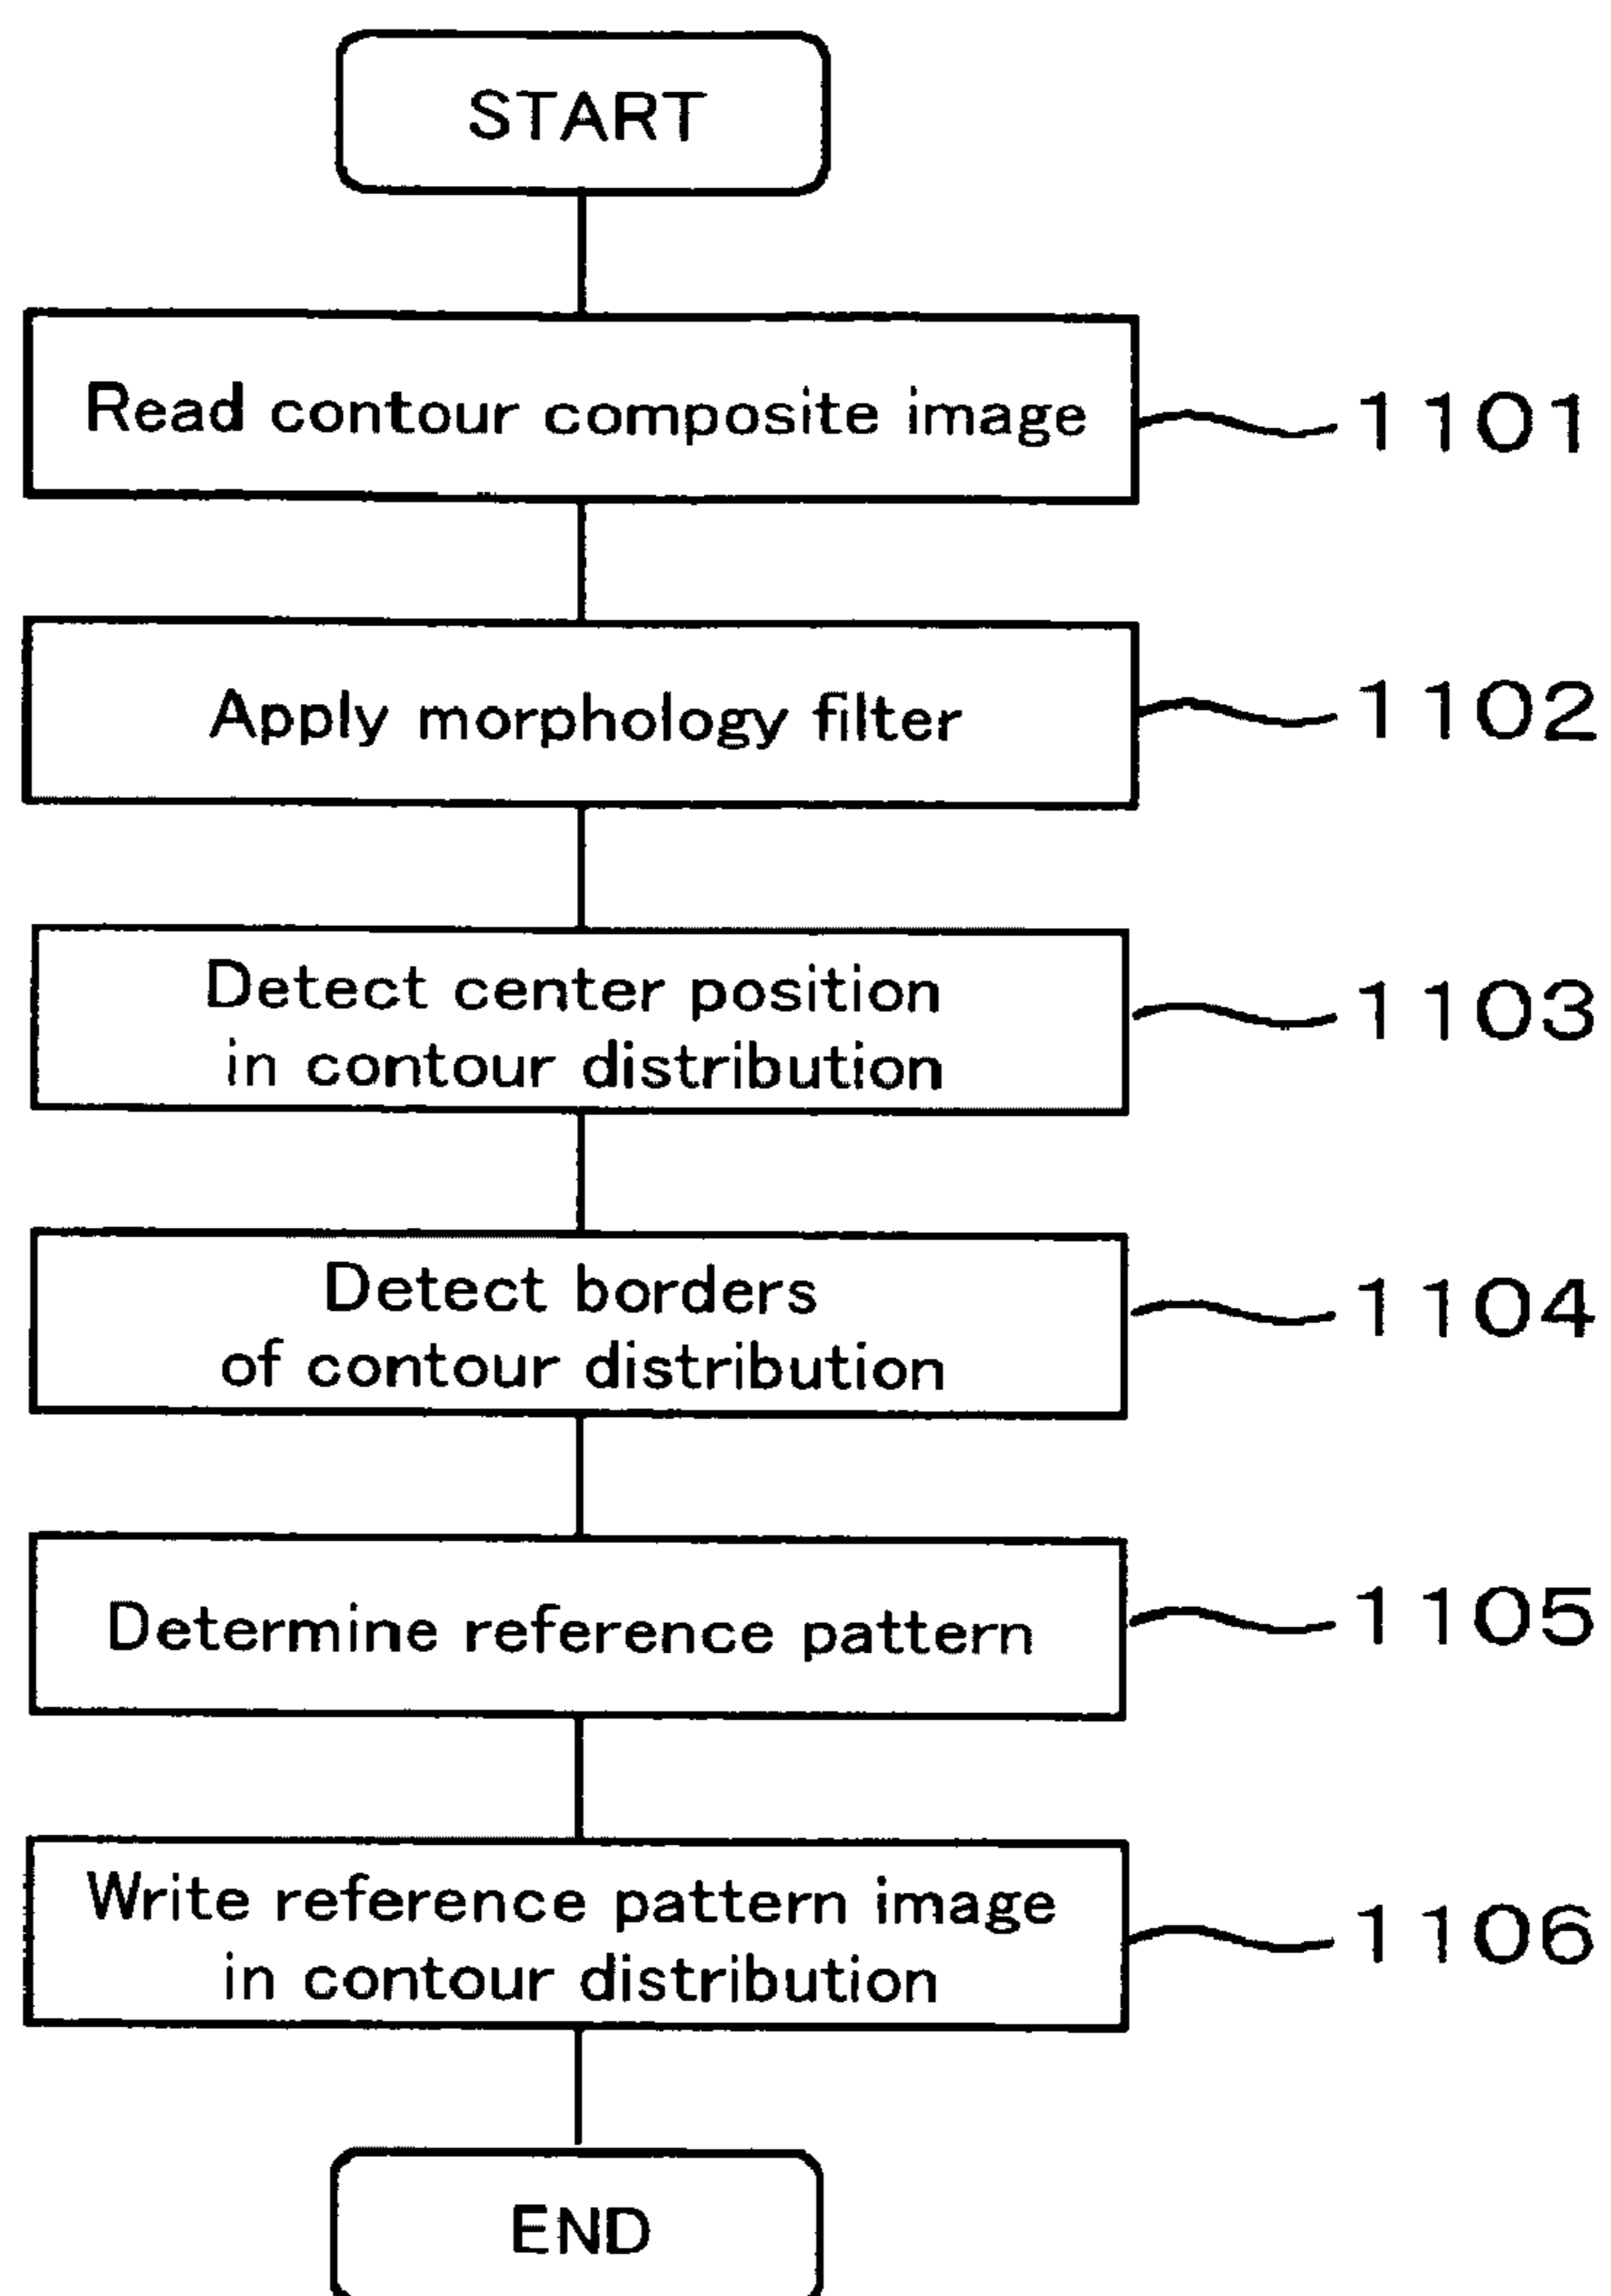 START
Read contour composite image
1101
Apply morphology filter
1102
Detect center position
in contour distribution
1103
Detect borders
of contour distribution
1104
Determine reference pattern
1105
Write reference pattern image
in contour distribution
1106
END